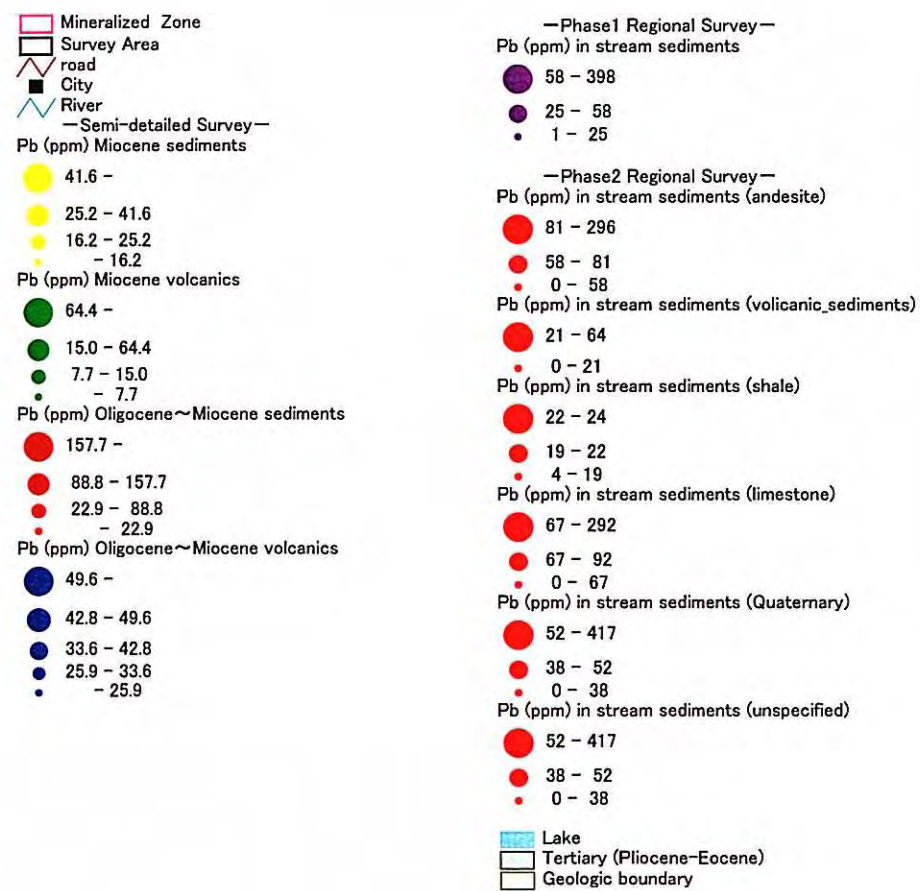 Mineralized Zone
Survey Area
road
City
River
—Semi-detailed Survey—
Pb (ppm) Miocene sediments
41.6 -
25.2 - 41.6
16.2 - 25.2
- 16.2
Pb (ppm) Miocene volcanics
64.4 -
15.0 - 64.4
7.7 - 15.0
- 7.7
Pb (ppm) Oligocene~Miocene sediments
157.7 -
88.8 - 157.7
22.9 - 88.8
- 22.9
Pb (ppm) Oligocene~Miocene volcanics
49.6 -
42.8 - 49.6
33.6 - 42.8
25.9 - 33.6
- 25.9
—Phase1 Regional Survey—
Pb (ppm) in stream sediments
58 - 398
25 - 58
1 - 25
—Phase2 Regional Survey—
Pb (ppm) in stream sediments (andesite)
81 - 296
58 - 81
0 - 58
Pb (ppm) in stream sediments (volicanic_sediments)
21 - 64
0 - 21
Pb (ppm) in stream sediments (shale)
22 - 24
19 - 22
4 - 19
Pb (ppm) in stream sediments (limestone)
67 - 292
67 - 92
0 - 67
Pb (ppm) in stream sediments (Quaternary)
52 - 417
38 - 52
0 - 38
Pb (ppm) in stream sediments (unspecified)
52 - 417
38 - 52
0 - 38
Lake
Tertiary (Pliocene-Eocene)
Geologic boundary